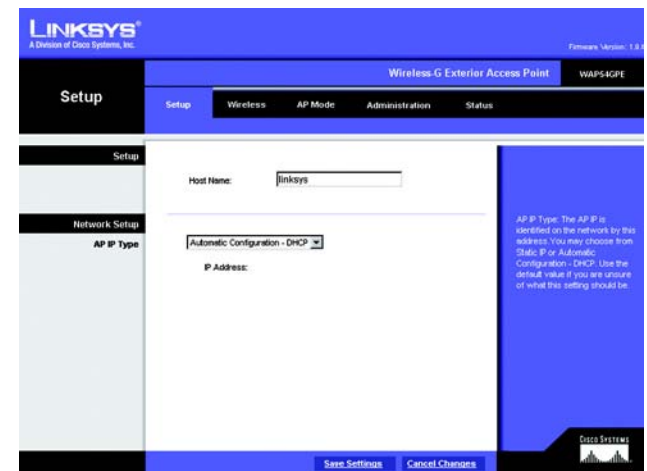 LINKSYS®
A Division of Cisco Systems, Inc.
Firmware Version: 1.0.
Wireless-G Exterior Access Point
WAP54GPE
Setup
Setup
Wireless
AP Mode
Administration
Status
Setup
Host Name:
linksys
Network Setup
AP IP Type
Automatic Configuration - DHCP
IP Address:
AP IP Type: The AP IP is
identified on the network by this
address. You may choose from
Static IP or Automatic
Configuration - DHCP. Use the
default value if you are unsure
of what this setting should be.
Save Settings
Cancel Changes
CISCO SYSTEMS